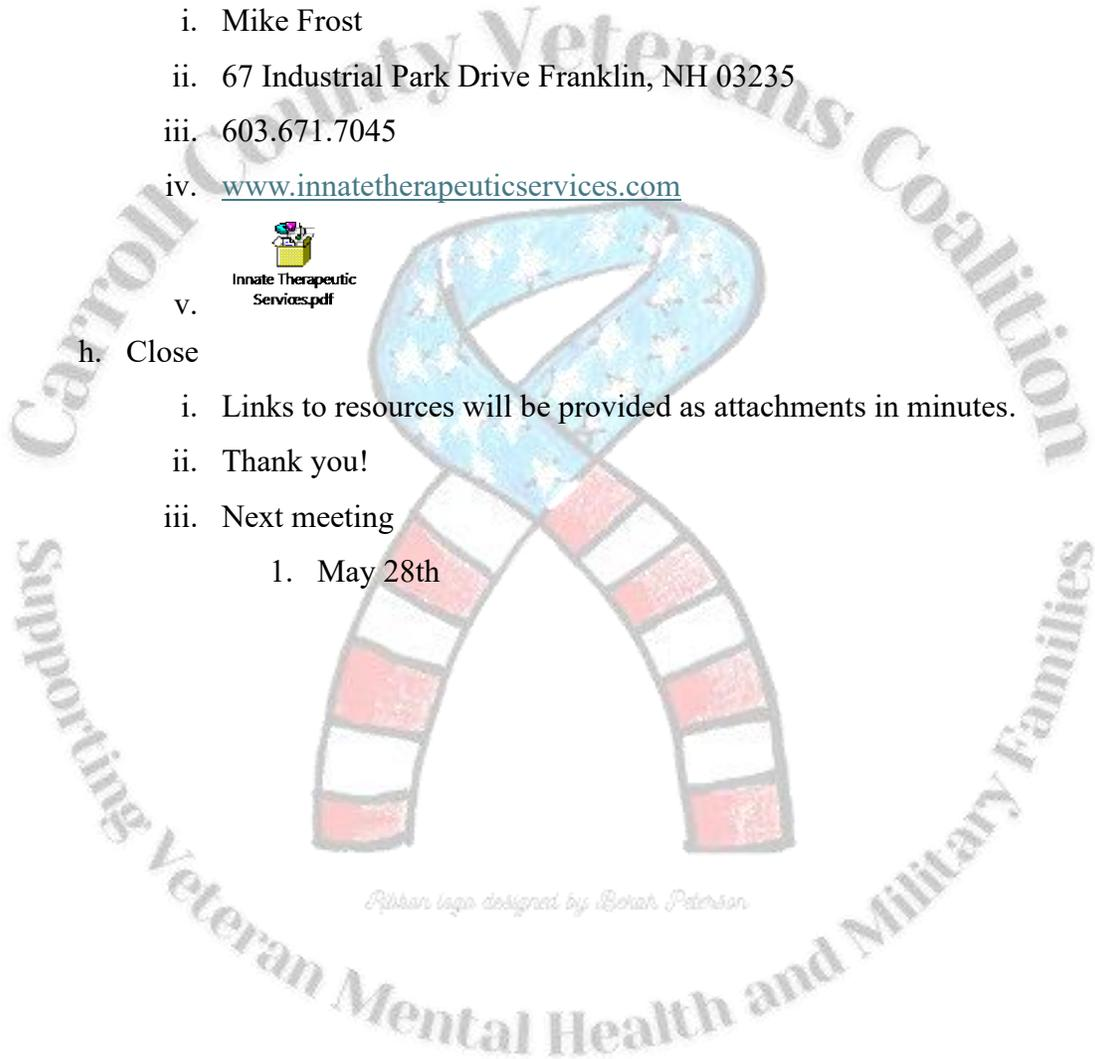 i. Mike Frost
ii. 67 Industrial Park Drive Franklin, NH 03235
iii. 603.671.7045
iv. www.innatetherapeuticservices.com
Innate Therapeutic
Services.pdf
v.
h. Close
i. Links to resources will be provided as attachments in minutes.
ii. Thank you!
iii. Next meeting
1. May 28th
Carroll County Veterans Coalition
Ribbon logo designed by Berah Peterson
Supporting Veteran Mental Health and Military Families